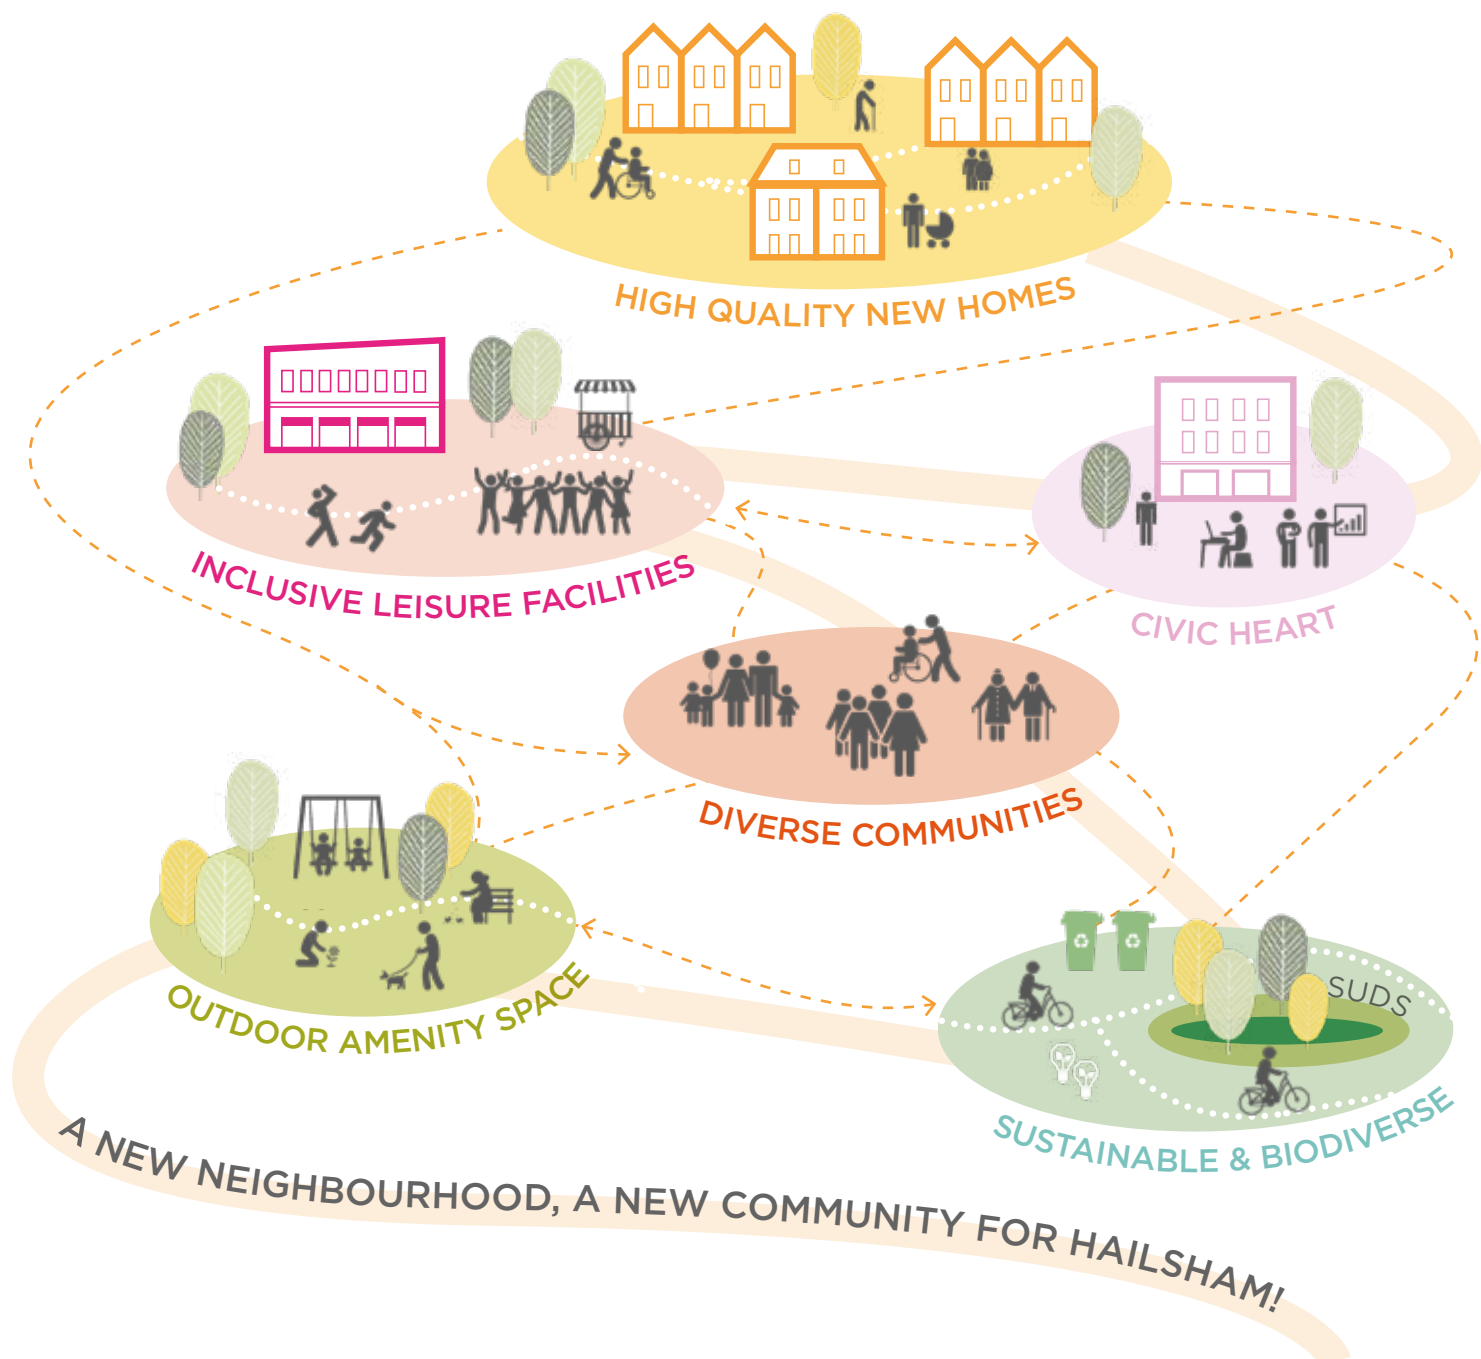 HIGH QUALITY NEW HOMES
INCLUSIVE LEISURE FACILITIES
CIVIC HEART
DIVERSE COMMUNITIES
OUTDOOR AMENITY SPACE
SUDS
SUSTAINABLE & BIODIVERSE
A NEW NEIGHBOURHOOD, A NEW COMMUNITY FOR HAILSHAM!